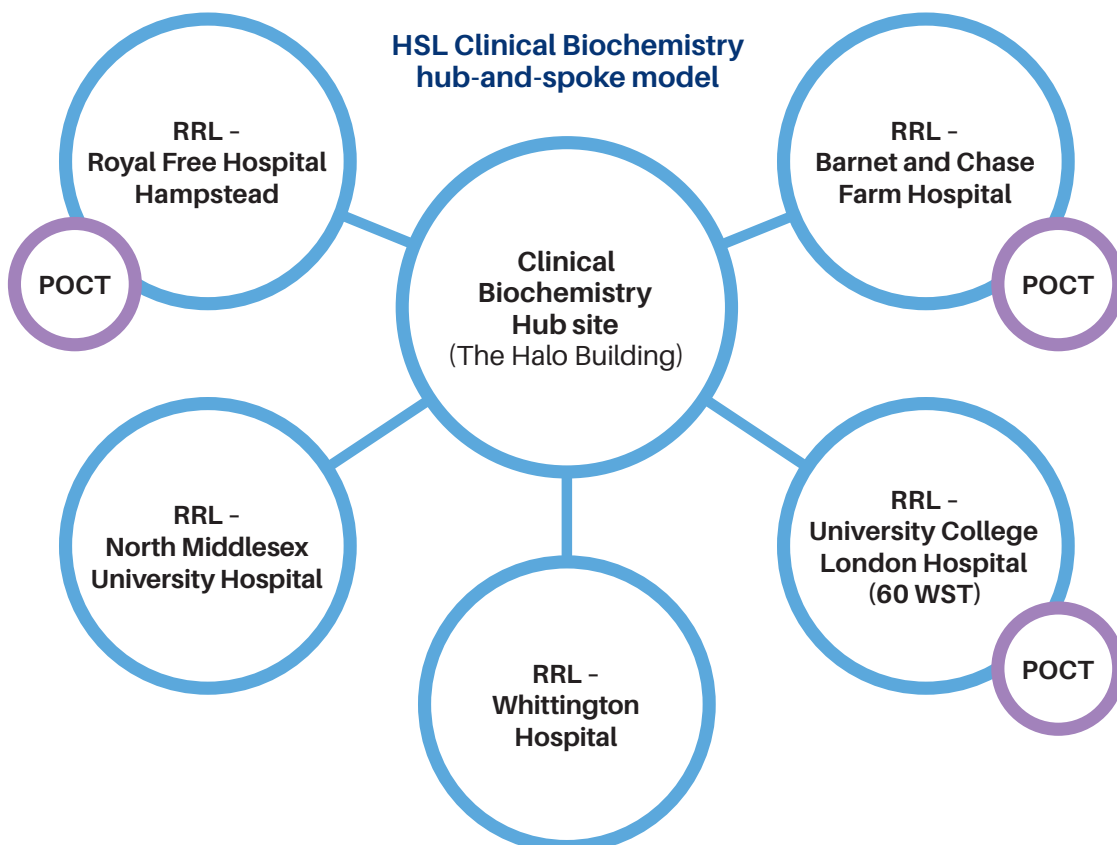 HSL Clinical Biochemistry
hub-and-spoke model
RRL –
Royal Free Hospital
Hampstead
POCT
RRL –
Barnet and Chase
Farm Hospital
POCT
Clinical
Biochemistry
Hub site
(The Halo Building)
RRL –
North Middlesex
University Hospital
RRL –
University College
London Hospital
(60 WST)
POCT
RRL –
Whittington
Hospital